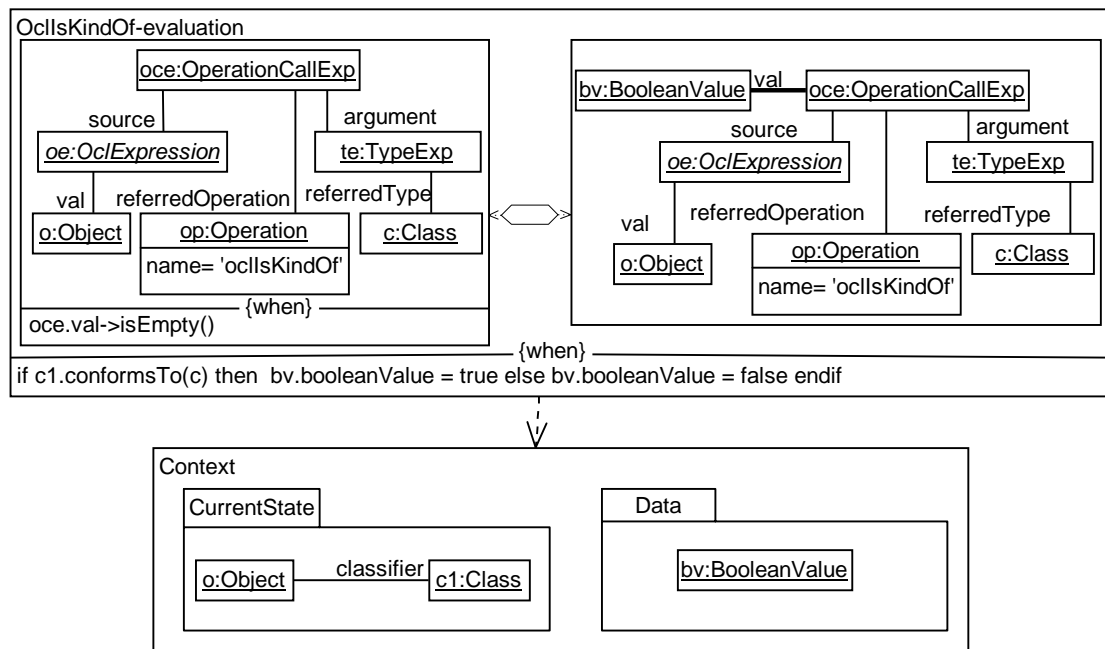 OclIsKindOf-evaluation
oce:OperationCallExp
source
argument
oe:OclExpression
te:TypeExp
val
referredOperation
referredType
o:Object
op:Operation
c:Class
name= 'oclIsKindOf'
{when}
oce.val->isEmpty()
bv:BooleanValue
val
oce:OperationCallExp
source
argument
oe:OclExpression
te:TypeExp
val
referredOperation
referredType
o:Object
op:Operation
c:Class
name= 'oclIsKindOf'
{when}
if c1.conformsTo(c) then  bv.booleanValue = true else bv.booleanValue = false endif
Context
CurrentState
o:Object
classifier
c1:Class
Data
bv:BooleanValue